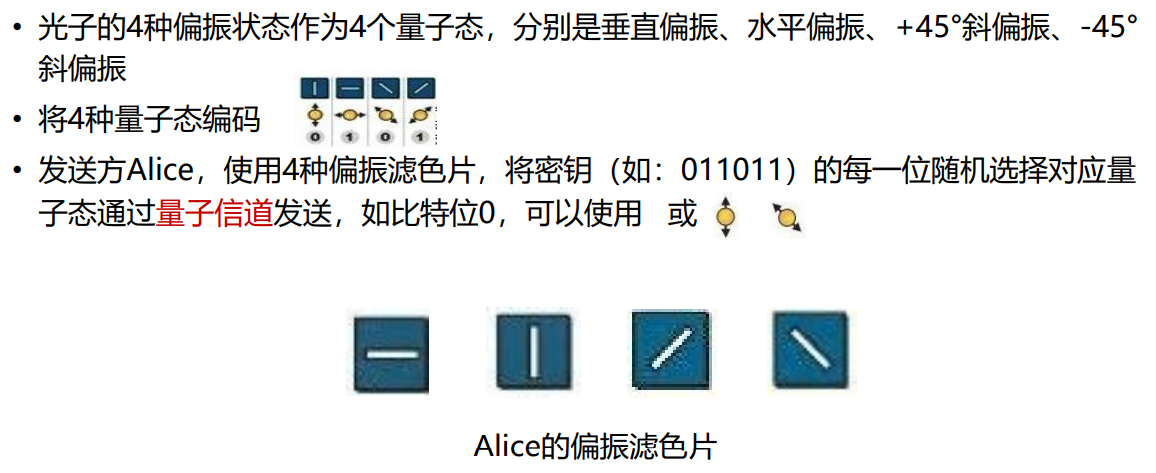 • 光子的4种偏振状态作为4个量子态，分别是垂直偏振、水平偏振、+45°斜偏振、-45°
斜偏振
• 将4种量子态编码
0 1 0 1
• 发送方Alice，使用4种偏振滤色片，将密钥（如：011011）的每一位随机选择对应量
子态通过量子信道发送，如比特位0，可以使用 或
Alice的偏振滤色片